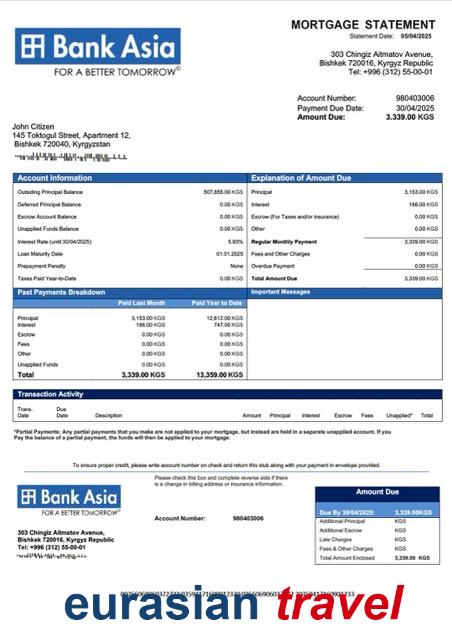 MORTGAGE STATEMENT
Statement Date: 05/04/2025
Bank Asia
FOR A BETTER TOMORROW©
303 Chingiz Aitmatov Avenue,
Bishkek 720016, Kyrgyz Republic
Tel: +996 (312) 55-00-01
Account Number: 980403006
Payment Due Date: 30/04/2025
Amount Due: 3.339.00 KGS
John Citizen
145 Toktogul Street, Apartment 12,
Bishkek 720040, Kyrgyzstan
Account Information
Outsiding Principal Balance 507,855.00 KGS
Deferred Principal Balance 0.00 KGS
Escrow Account Balance 0.00 KGS
Unapplied Funds Balance 0.00 KGS
Interest Rate (until 30/04/2025) 5.93%
Loan Maturity Date 01.01.2025
Prepayment Penalty None
Taxes Paid Year-to-Date 0.00 KGS
Explanation of Amount Due
Principal 3,153.00 KGS
Interest 186.00 KGS
Escrow (For Taxes and/or insurance) 0.00 KGS
Other 0.00 KGS
Regular Monthly Payment 3,339.00 KGS
Fees and Other Charges 0.00 KGS
Overdue Payment 0.00 KGS
Total Amount Due 3,339.00 KGS
Past Payments Breakdown
Paid Last Month Paid Year to Date
Principal 3,153.00 KGS 12,612.00 KGS
Interest 186.00 KGS 747.00 KGS
Escrow 0.00 KGS 0.00 KGS
Fees 0.00 KGS 0.00 KGS
Other 0.00 KGS 0.00 KGS
Unapplied Funds 0.00 KGS 0.00 KGS
Total 3,339.00 KGS 13,359.00 KGS
Important Messages
Transaction Activity
Trans. Date Due Date Description Amount Principal Interest Escrow Fees Unapplied* Total
*Partial Payments: Any partial payments that you make are not applied to your mortgage, but instead are held in a separate unapplied account. If you
Pay the balance of a partial payment, the funds will then be applied to your mortgage.
To ensure proper credit, please write account number on check and return this stub along with your payment in envelope provided.
Bank Asia
FOR A BETTER TOMORROW©
303 Chingiz Aitmatov Avenue,
Bishkek 720016, Kyrgyz Republic
Tel: +996 (312) 55-00-01
Please check this box and complete reverse side if there
is a change in billing address or insurance information.
Account Number: 980403006
Amount Due
Due By 30/04/2025: 3,339.00KGS
Additional Principal KGS
Additional Escrow KGS
Late Charges KGS
Fees & Other Charges KGS
Total Amount Enclosed 3,339.00 KGS
eurasian travel